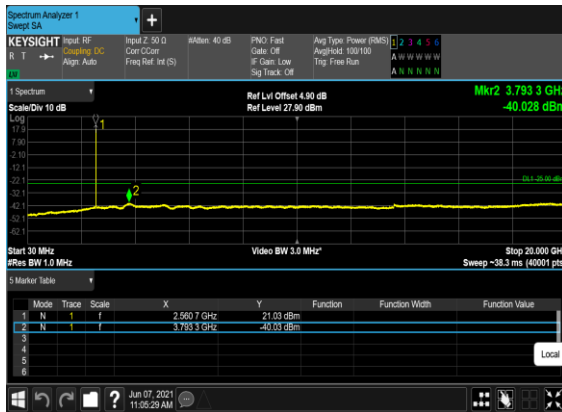 Spectrum Analyzer 1
Swept SA
KEYSIGHT Input: RF Input Z: 50 Ω #Atten: 40 dB PNO: Fast Avg Type: Power (RMS) 1 2 3 4 5 6
R T Coupling: DC Corr CCorr Gate: Off Avg|Hold: 100/100 A W W W W W
Align: Auto Freq Ref: Int (S) IF Gain: Low Trig: Free Run
Sig Track: Off A N N N N N
1 Spectrum Ref Lvl Offset 4.90 dB Mkr2 3.793 3 GHz
Scale/Div 10 dB Ref Level 27.90 dBm -40.028 dBm
Log
17.9
7.90
-2.10
-12.1
-22.1
-32.1
-42.1
-52.1
-62.1
1
2
DL1 -25.00 dBm
Start 30 MHz Video BW 3.0 MHz* Stop 20.000 GHz
#Res BW 1.0 MHz Sweep ~38.3 ms (40001 pts)
5 Marker Table
Mode Trace Scale X Y Function Function Width Function Value
1 N 1 f 2.560 7 GHz 21.03 dBm
2 N 1 f 3.793 3 GHz -40.03 dBm
3
4
5
6
Local
? Jun 07, 2021
11:05:29 AM